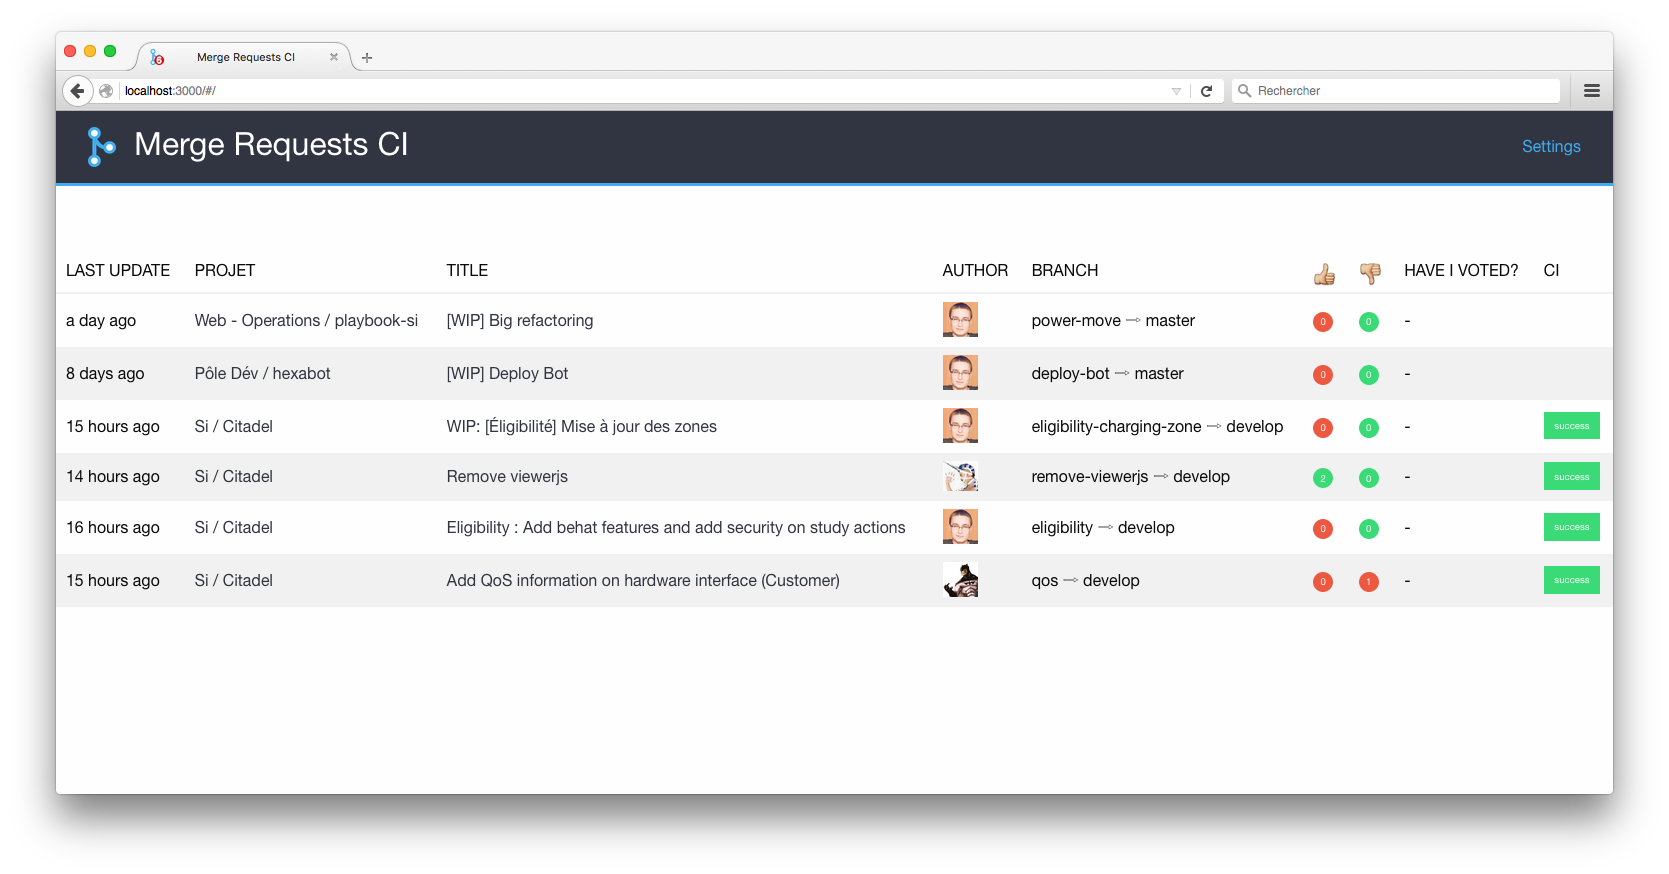 Merge Requests CI
localhost:3000/#/
Rechercher
Merge Requests CI
Settings
LAST UPDATE PROJET TITLE AUTHOR BRANCH HAVE I VOTED? CI
a day ago Web - Operations / playbook-si [WIP] Big refactoring power-move → master 0 0 -
8 days ago Pôle Dév / hexabot [WIP] Deploy Bot deploy-bot → master 0 0 -
15 hours ago Si / Citadel WIP: [Éligibilité] Mise à jour des zones eligibility-charging-zone → develop 0 0 - success
14 hours ago Si / Citadel Remove viewerjs remove-viewerjs → develop 2 0 - success
16 hours ago Si / Citadel Eligibility : Add behat features and add security on study actions eligibility → develop 0 0 - success
15 hours ago Si / Citadel Add QoS information on hardware interface (Customer) qos → develop 0 1 - success